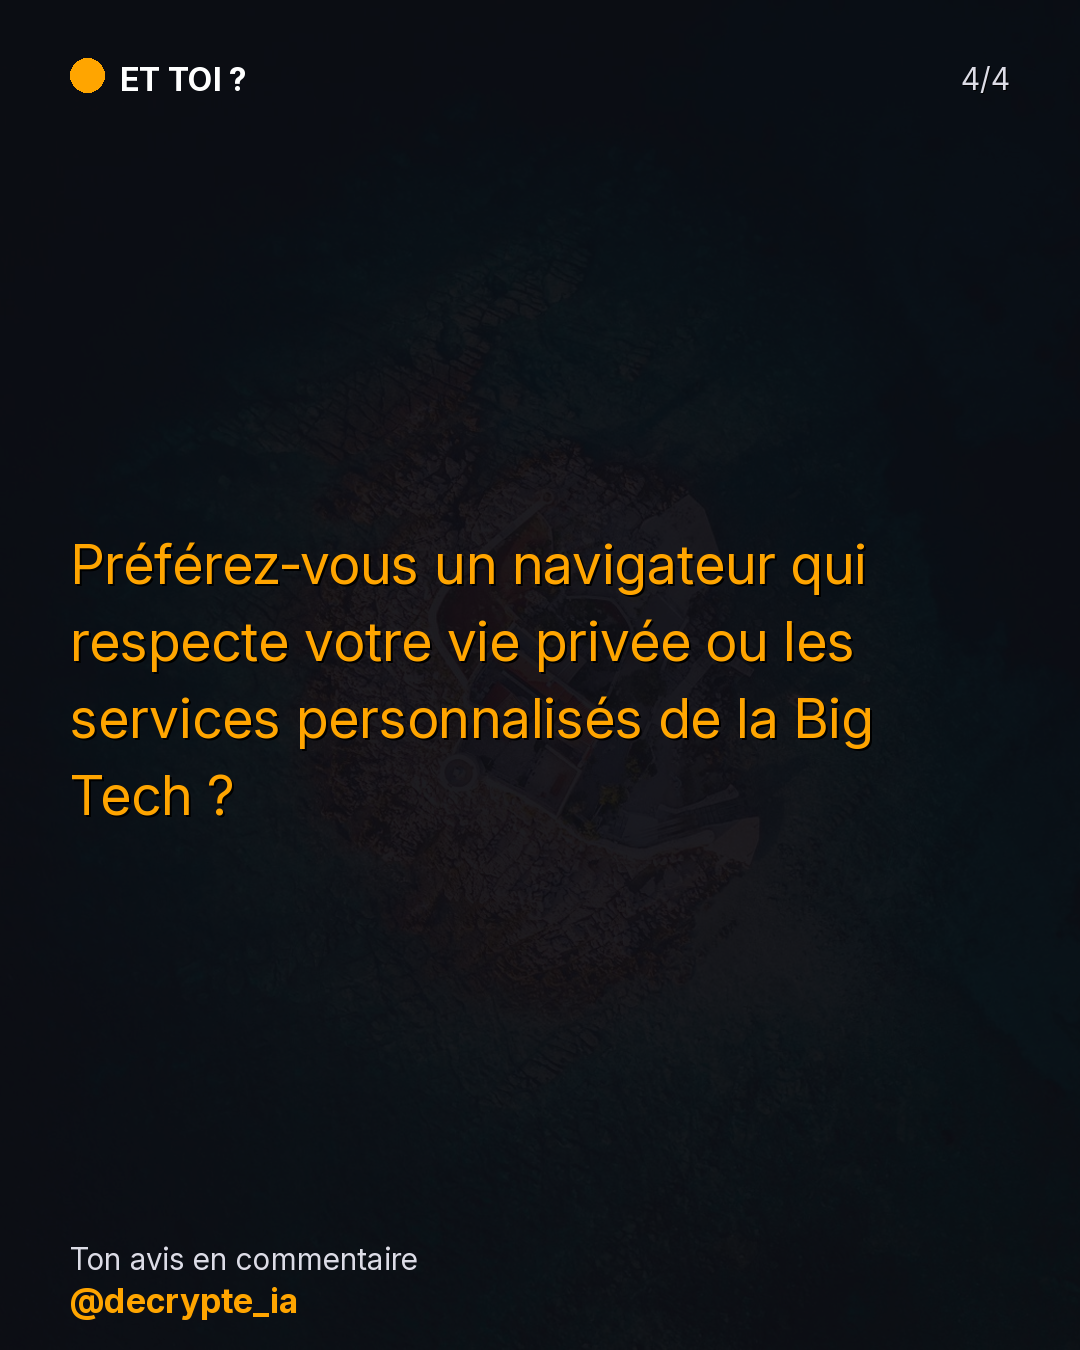 ET TOI ?
4/4
Préférez-vous un navigateur qui
respecte votre vie privée ou les
services personnalisés de la Big
Tech ?
Ton avis en commentaire
@decrypte_ia